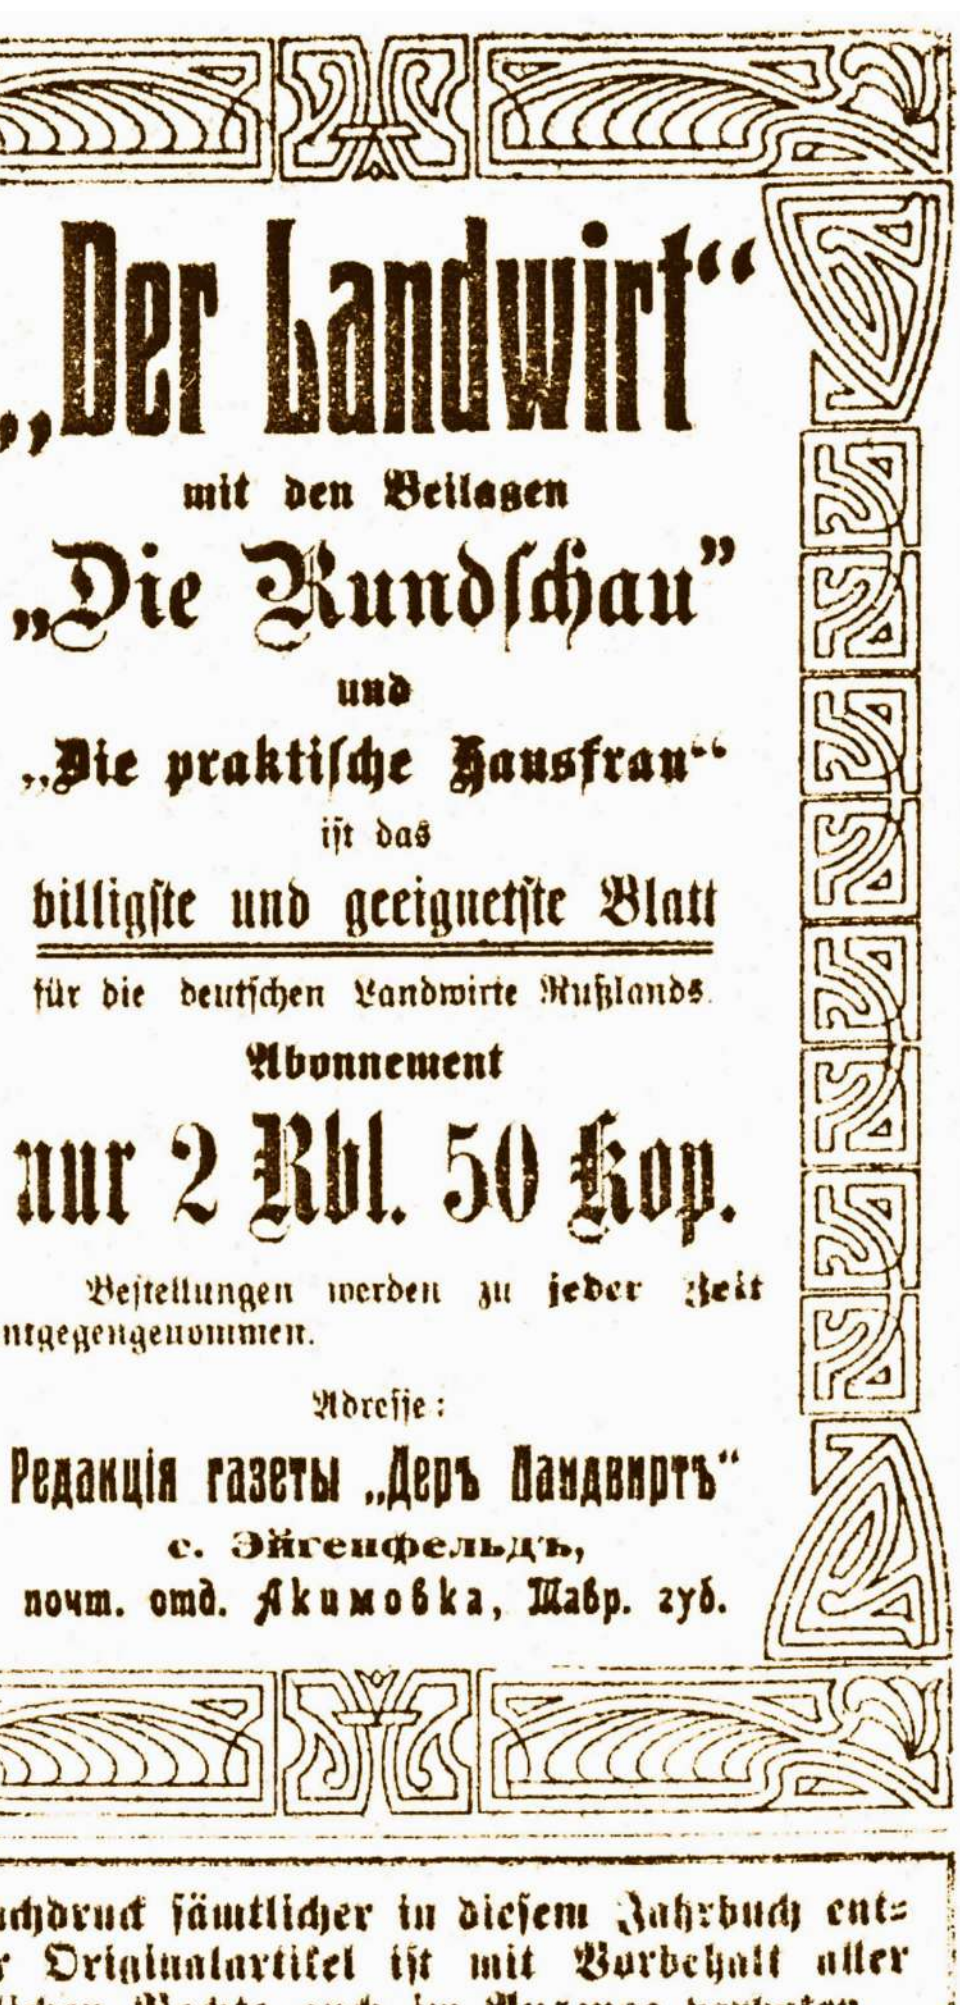 „Der Landwirt“
mit den Beilagen
„Die Rundschau”
und
„Die praktische Hausfrau“
ist das
billigste und geeignetste Blatt
für die deutschen Landwirte Rußlands.
Abonnement
nur 2 Rbl. 50 Kop.
Bestellungen werden zu jeder Zeit
ntgegengenommen.
Adresse:
Редакція газеты „Деръ Ландвиртъ“
с. Эйгенфельдъ,
почт. отд. Акимовка, Тавр. губ.
chdruck sämtlicher in diesem Jahrbuch ent-
r Originalartikel ist mit Vorbehalt aller